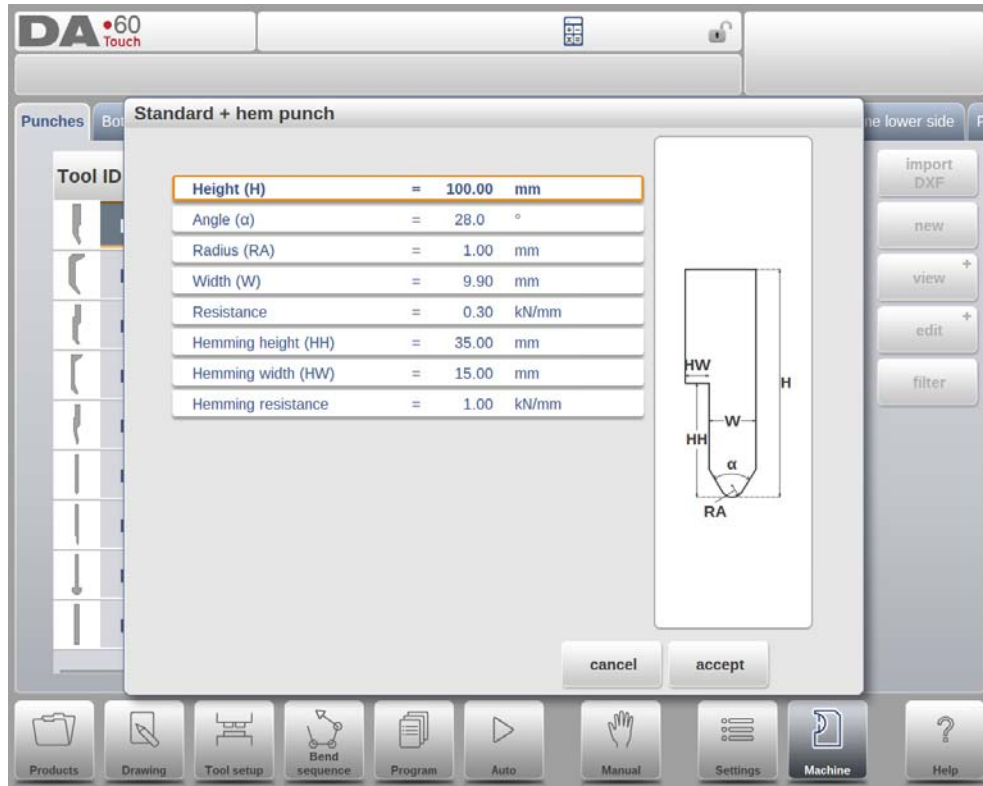 DA•60
Touch
Punches
Bot
ne lower side
Standard + hem punch
Tool ID
Height (H) = 100.00 mm
Angle (α) = 28.0 °
Radius (RA) = 1.00 mm
Width (W) = 9.90 mm
Resistance = 0.30 kN/mm
Hemming height (HH) = 35.00 mm
Hemming width (HW) = 15.00 mm
Hemming resistance = 1.00 kN/mm
HW
H
W
HH
α
RA
import
DXF
new
view +
edit +
filter
cancel
accept
Products
Drawing
Tool setup
Bend
sequence
Program
Auto
Manual
Settings
Machine
Help